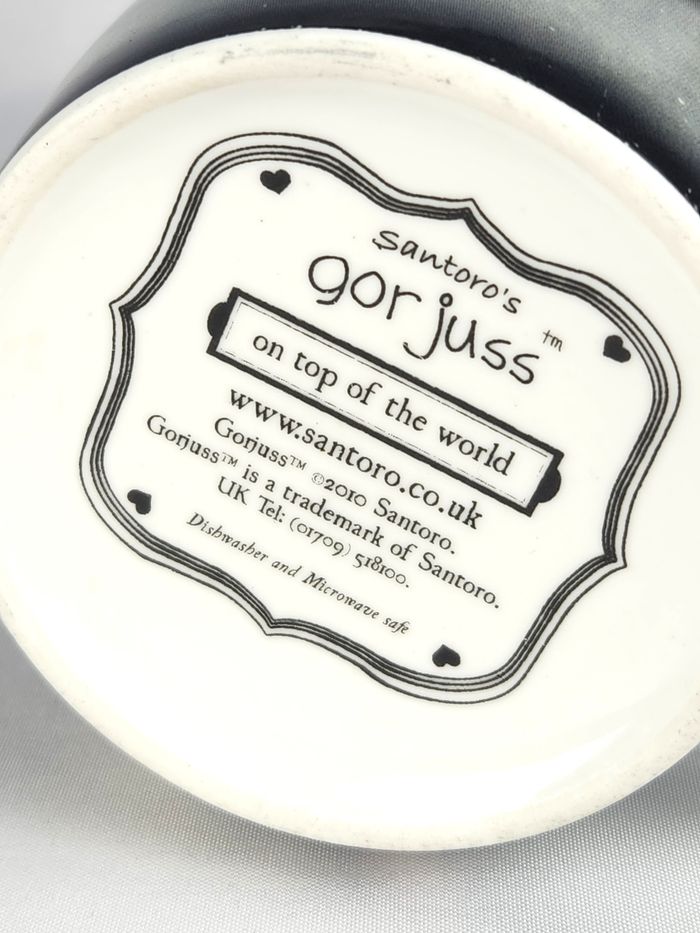 santoro's
gorjuss ™
on top of the world
www.santoro.co.uk
Gorjuss™ ©2010 Santoro.
Gorjuss™ is a trademark of Santoro.
UK Tel: (01709) 518100.
Dishwasher and Microwave safe